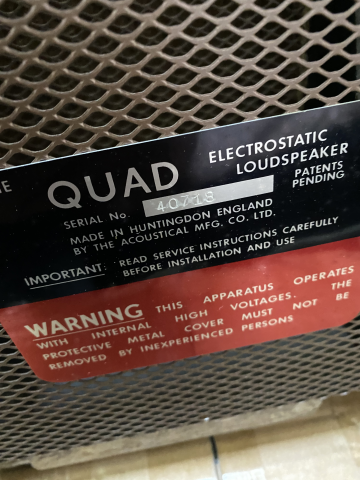 QUAD
ELECTROSTATIC
LOUDSPEAKER
PATENTS
PENDING
SERIAL No. 40718
MADE IN HUNTINGDON ENGLAND
BY THE ACOUSTICAL MFG. CO. LTD.
IMPORTANT: READ SERVICE INSTRUCTIONS CAREFULLY
BEFORE INSTALLATION AND USE
WARNING THIS APPARATUS OPERATES
WITH INTERNAL HIGH VOLTAGES. THE
PROTECTIVE METAL COVER MUST NOT BE
REMOVED BY INEXPERIENCED PERSONS